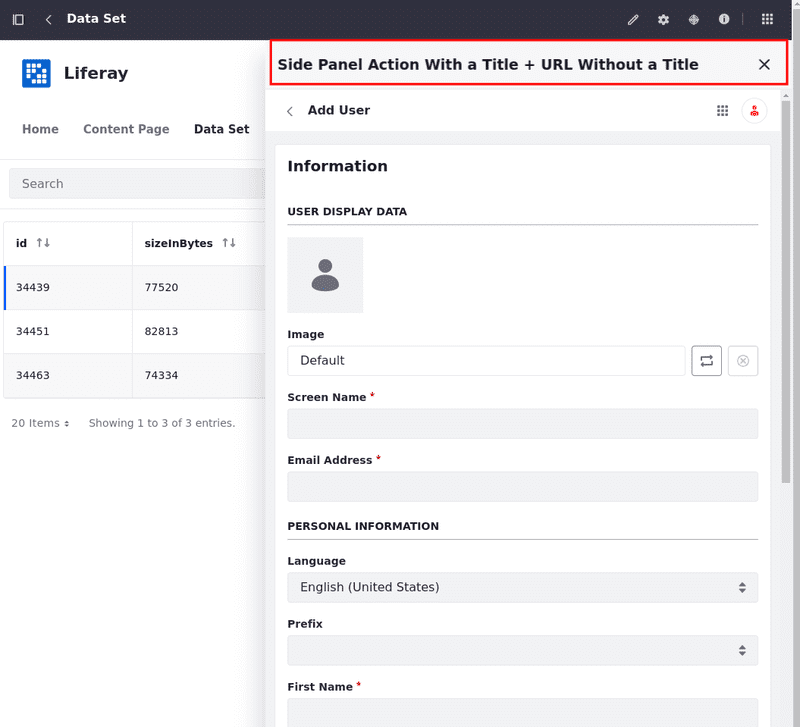 Data Set
Liferay
Home Content Page Data Set
Search
id sizeInBytes
34439 77520
34451 82813
34463 74334
20 Items Showing 1 to 3 of 3 entries.
Side Panel Action With a Title + URL Without a Title
Add User
Information
USER DISPLAY DATA
Image
Default
Screen Name *
Email Address *
PERSONAL INFORMATION
Language
English (United States)
Prefix
First Name *